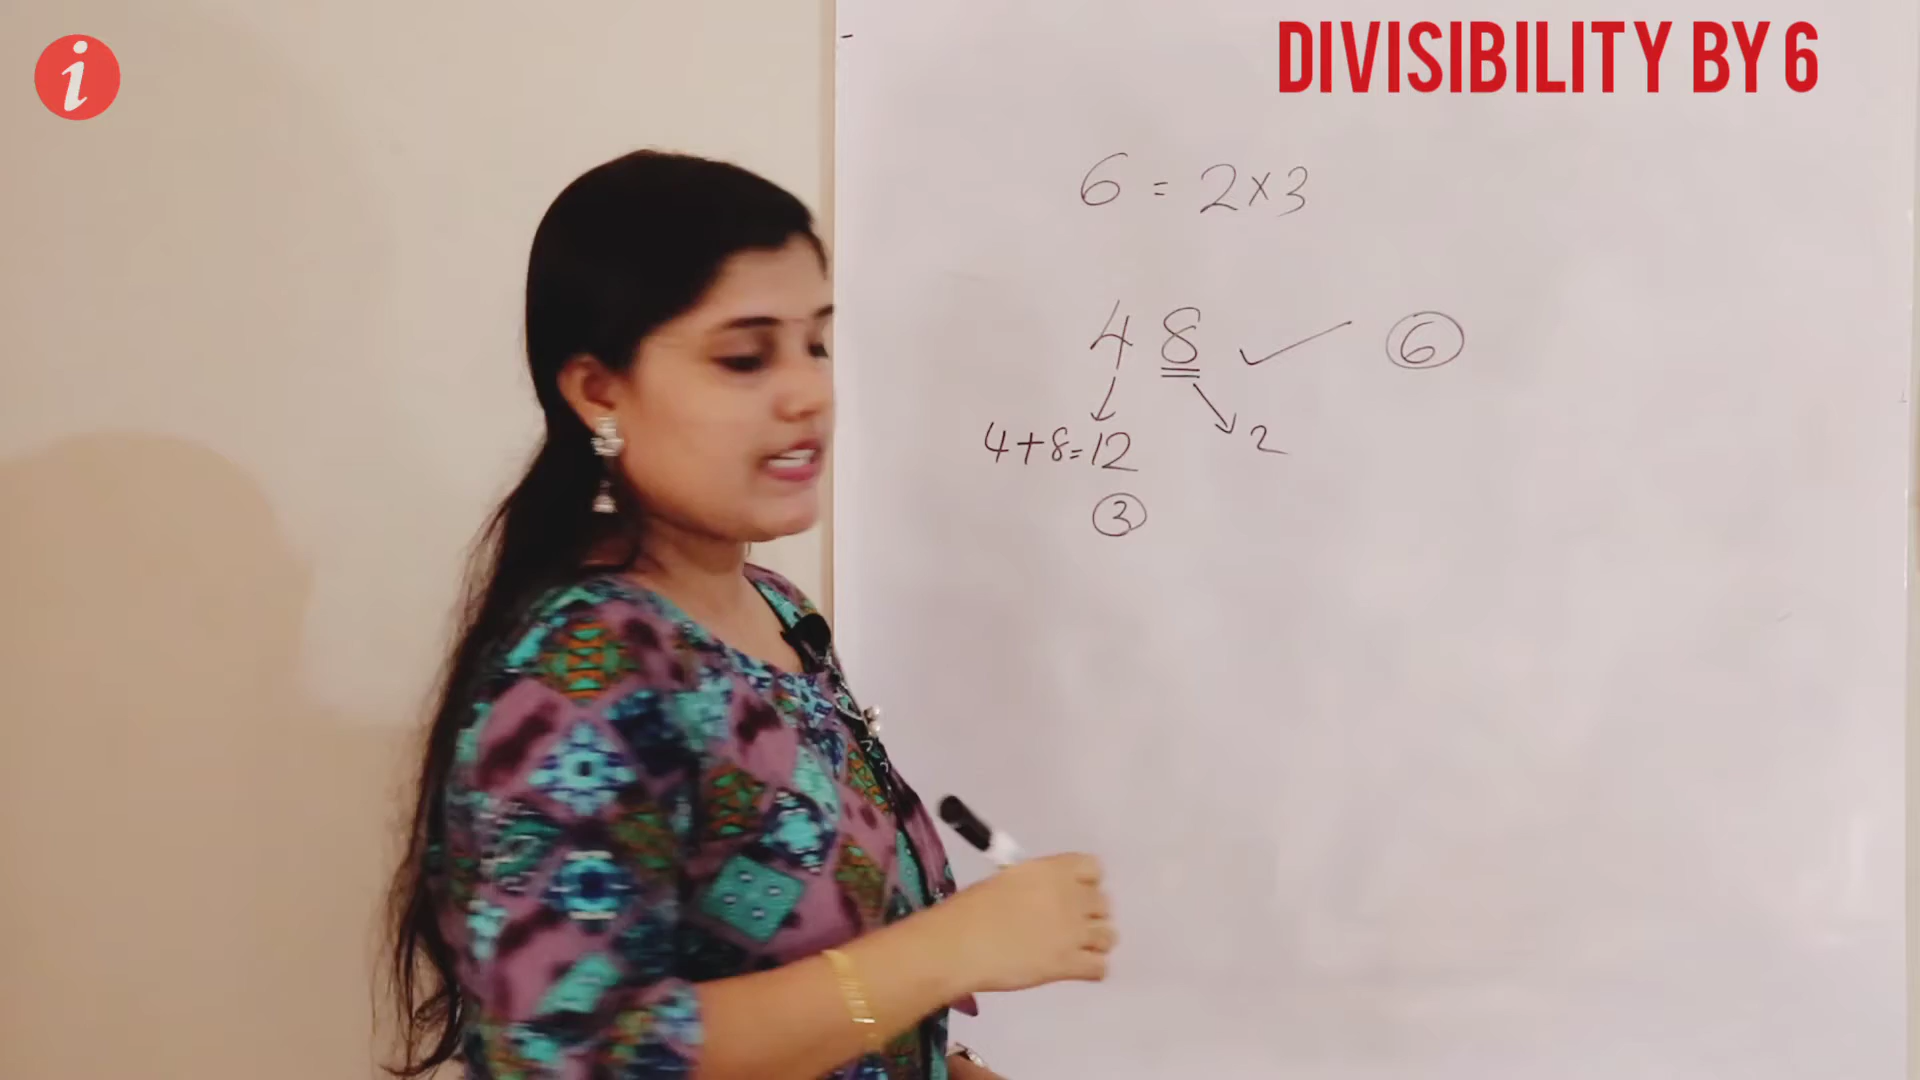 i
DIVISIBILITY BY 6
6 = 2×3
48 ✓ 6
4+8=12 2
3